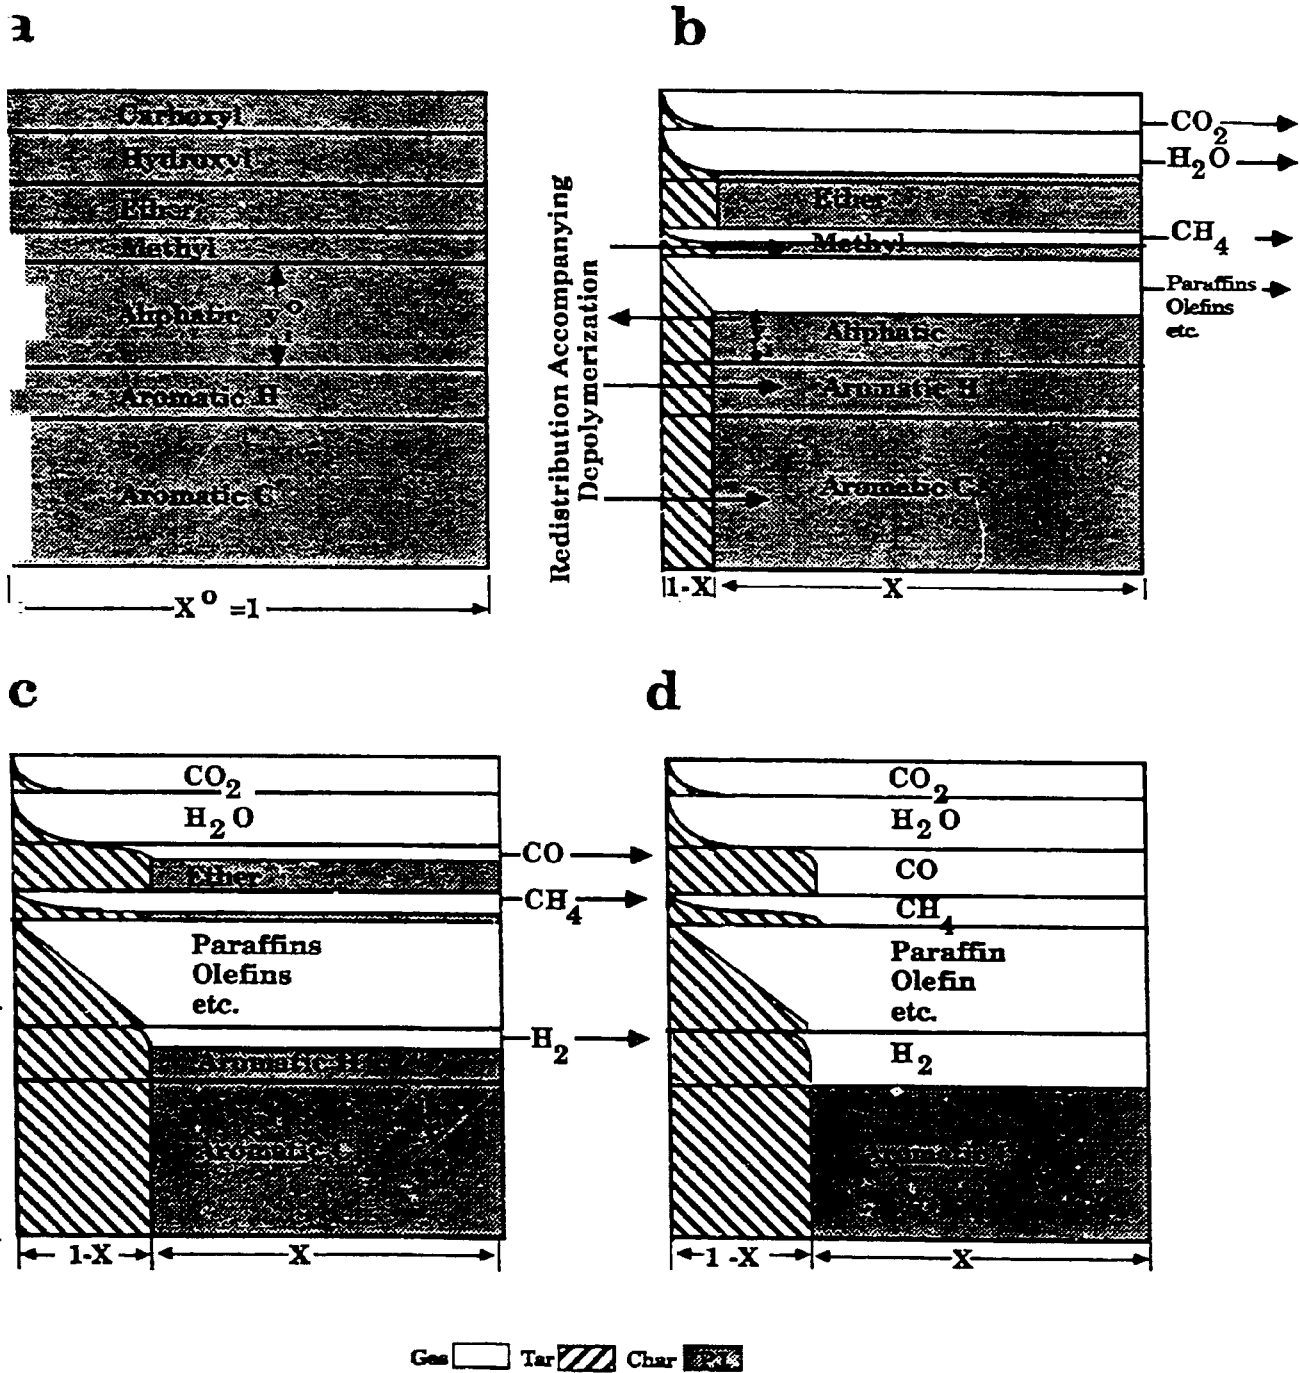 a
Carboxyl
Hydroxyl
Ether
Methyl
Aliphatic y°i
Aromatic H
Aromatic C
X° =1
b
Redistribution Accompanying
Depolymerization
Ether
Methyl
Aliphatic
Aromatic H
Aromatic C
CO2
H2O
CH4
Paraffins
Olefins
etc.
1-X
X
c
CO2
H2O
Ether
Paraffins
Olefins
etc.
Aromatic H
Aromatic
CO
CH4
H2
1-X
X
d
CO2
H2O
CO
CH4
Paraffin
Olefin
etc.
H2
Aromatic
1-X
X
Gas
Tar
Char